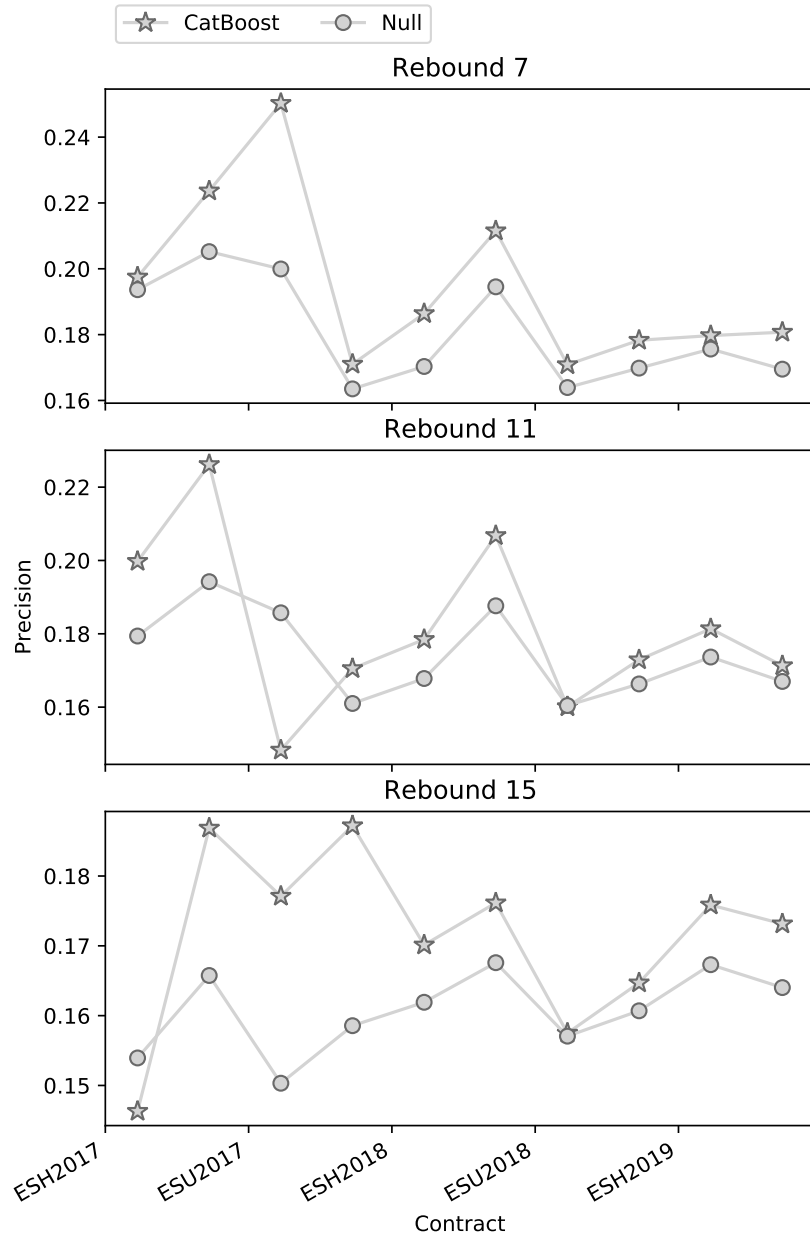 CatBoost Null
Rebound 7
0.24
0.22
0.20
0.18
0.16
Rebound 11
0.22
0.20
0.18
0.16
Precision
Rebound 15
0.18
0.17
0.16
0.15
ESH2017 ESU2017 ESH2018 ESU2018 ESH2019
Contract